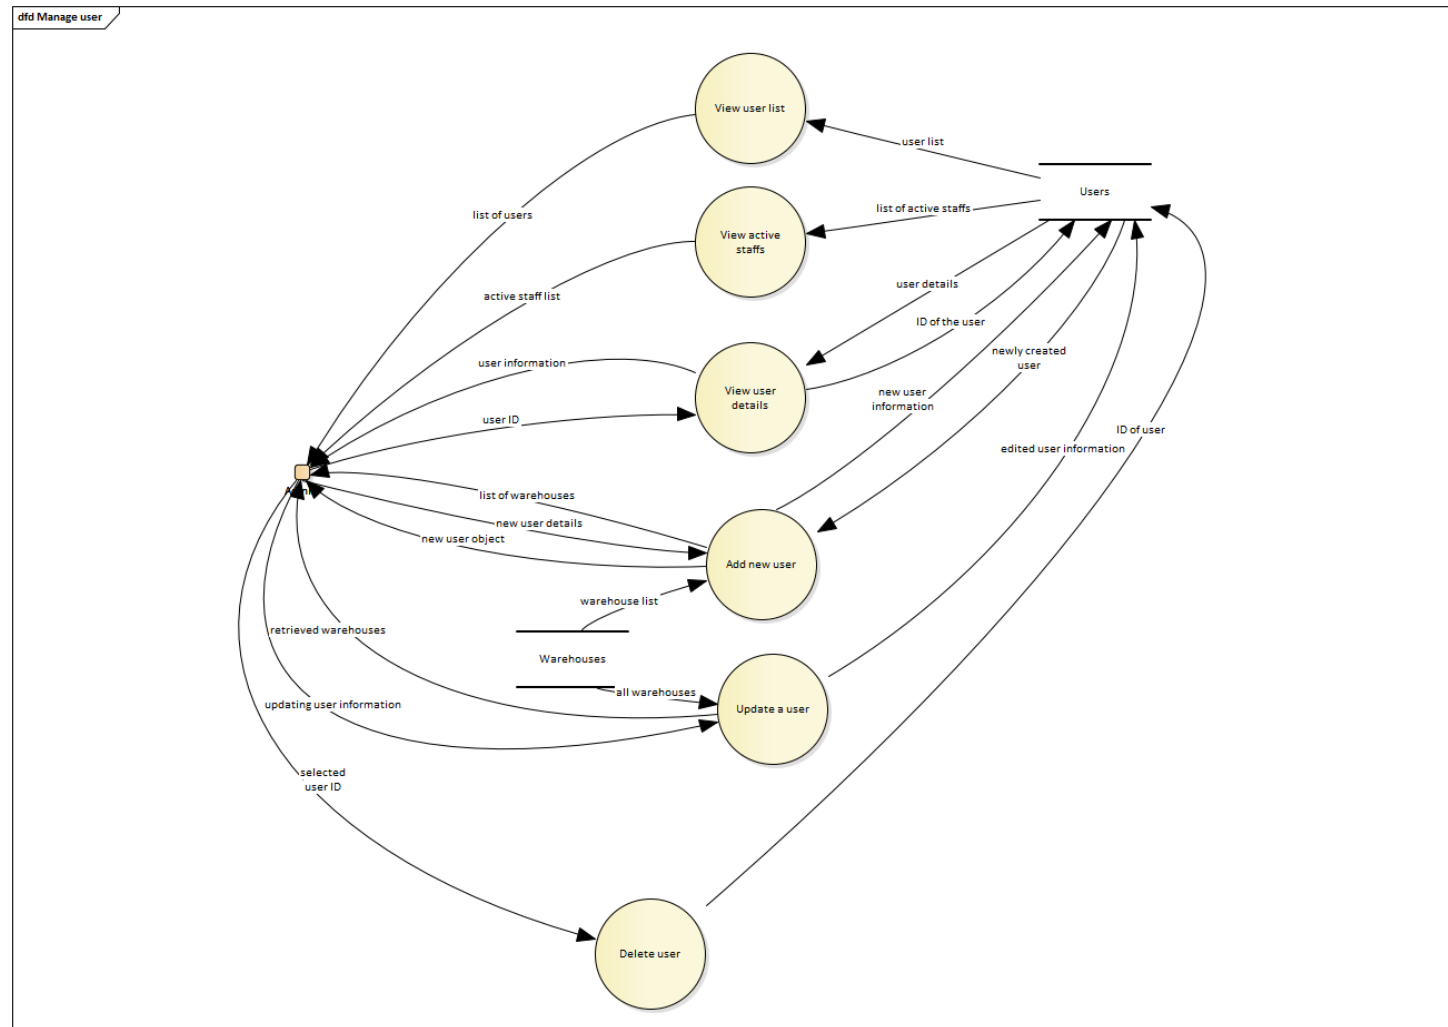 dfd Manage user
View user list
user list
Users
list of active staffs
list of users
View active
staffs
user details
active staff list
ID of the user
newly created
user
user information
View user
details
new user
information
user ID
ID of user
edited user information
list of warehouses
new user details
new user object
Add new user
warehouse list
retrieved warehouses
Warehouses
all warehouses
updating user information
Update a user
selected
user ID
Delete user